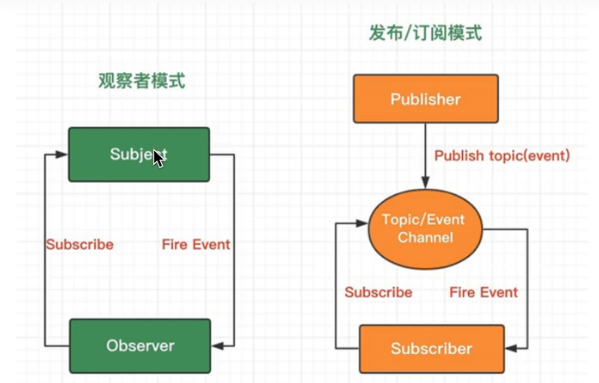 发布/订阅模式
观察者模式
Publisher
Subject
Publish topic(event)
Topic/Event
Channel
Subscribe
Fire Event
Subscribe
Fire Event
Observer
Subscriber